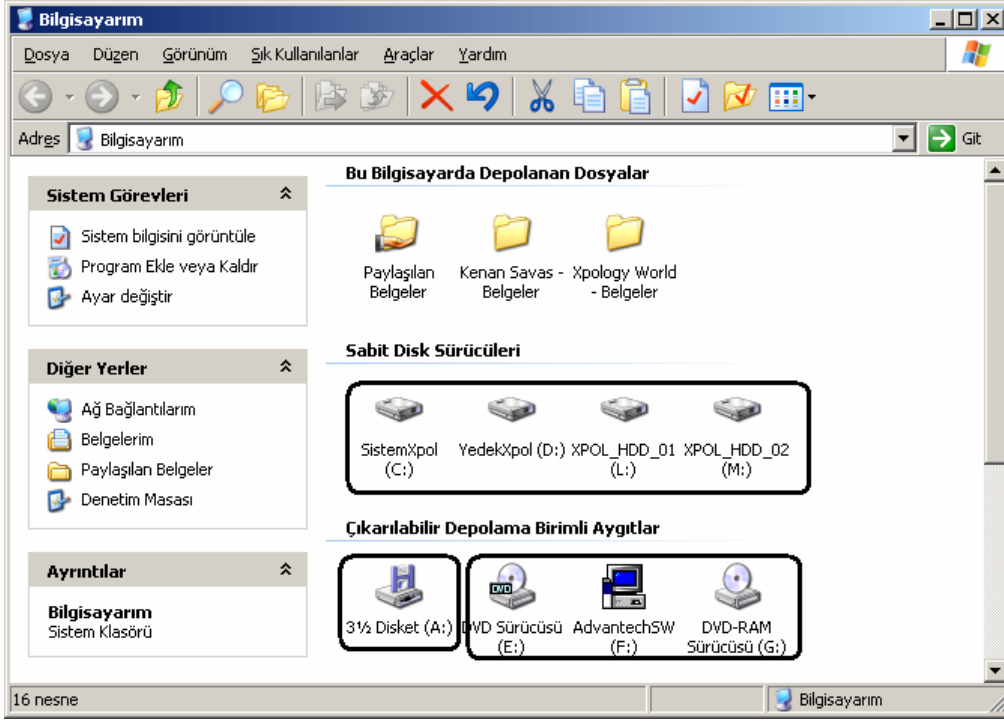 Bilgisayarım
Dosya Düzen Görünüm Sık Kullanılanlar Araçlar Yardım
Adres Bilgisayarım Git
Sistem Görevleri
Sistem bilgisini görüntüle
Program Ekle veya Kaldır
Ayar değiştir
Diğer Yerler
Ağ Bağlantılarım
Belgelerim
Paylaşılan Belgeler
Denetim Masası
Ayrıntılar
Bilgisayarım
Sistem Klasörü
Bu Bilgisayarda Depolanan Dosyalar
Paylaşılan Belgeler
Kenan Savas - Belgeler
Xpology World - Belgeler
Sabit Disk Sürücüleri
SistemXpol (C:)
YedekXpol (D:)
XPOL_HDD_01 (L:)
XPOL_HDD_02 (M:)
Çıkarılabilir Depolama Birimli Aygıtlar
3½ Disket (A:)
DVD
DVD Sürücüsü (E:)
AdvantechSW (F:)
DVD-RAM Sürücüsü (G:)
16 nesne
Bilgisayarım